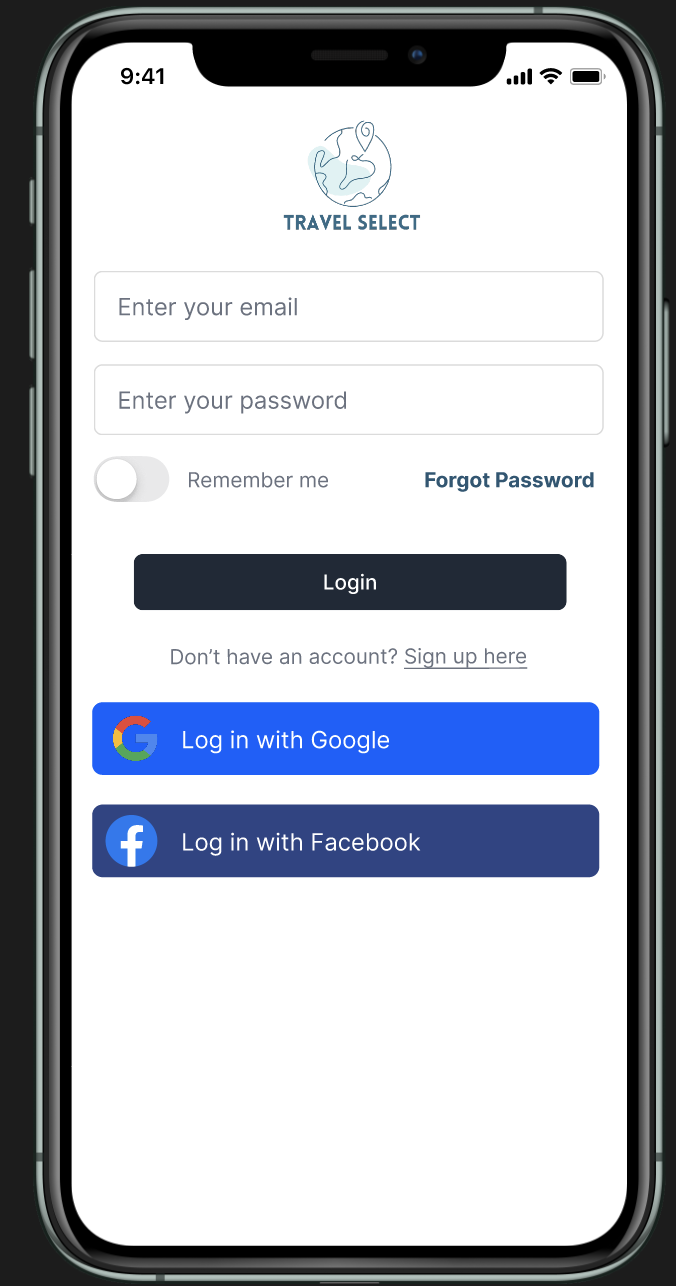 9:41
TRAVEL SELECT
Enter your email
Enter your password
Remember me Forgot Password
Login
Don’t have an account? Sign up here
Log in with Google
Log in with Facebook